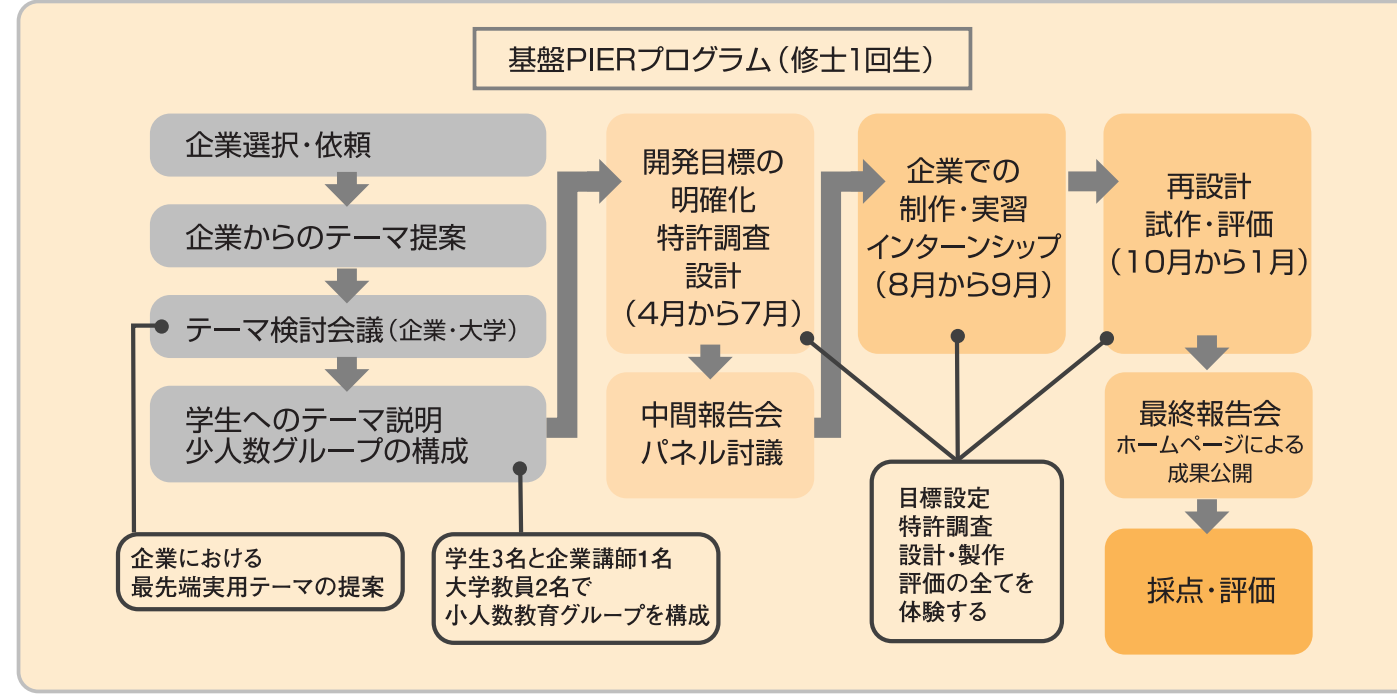 基盤PIERプログラム（修士1回生）
企業選択・依頼
企業からのテーマ提案
テーマ検討会議（企業・大学）
学生へのテーマ説明
少人数グループの構成
企業における
最先端実用テーマの提案
学生3名と企業講師1名
大学教員2名で
小人数教育グループを構成
開発目標の
明確化
特許調査
設計
（4月から7月）
中間報告会
パネル討議
企業での
制作・実習
インターンシップ
（8月から9月）
目標設定
特許調査
設計・製作
評価の全てを
体験する
再設計
試作・評価
（10月から1月）
最終報告会
ホームページによる
成果公開
採点・評価